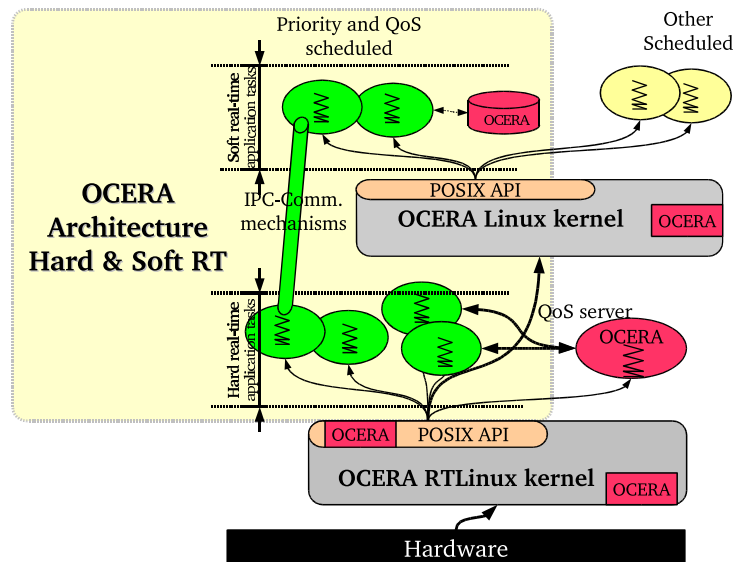 Priority and QoS
scheduled
Other
Scheduled
Soft real-time
application tasks
OCERA
OCERA
Architecture
Hard & Soft RT
IPC-Comm.
mechanisms
POSIX API
OCERA Linux kernel
OCERA
Hard real-time
application tasks
QoS server
OCERA
OCERA
POSIX API
OCERA RTLinux kernel
OCERA
Hardware